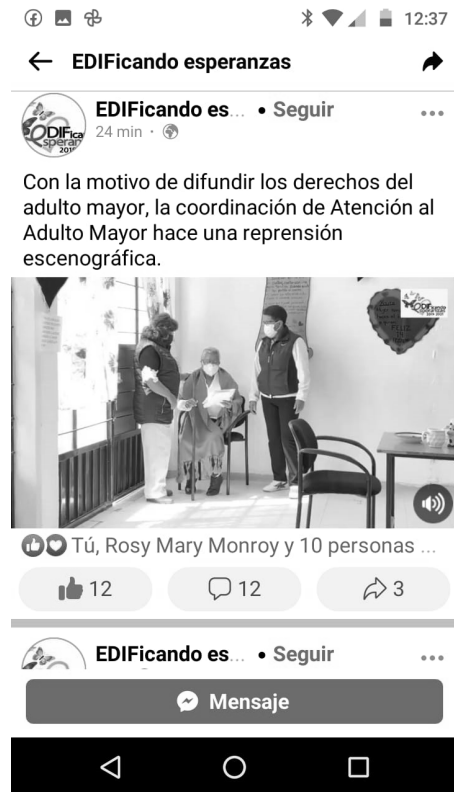 12:37
EDIFicando esperanzas
EDIFicando es... • Seguir
24 min ·
Con la motivo de difundir los derechos del
adulto mayor, la coordinación de Atención al
Adulto Mayor hace una reprensión
escenográfica.
FELIZ
Tú, Rosy Mary Monroy y 10 personas ...
12
12
3
EDIFicando es... • Seguir
Mensaje